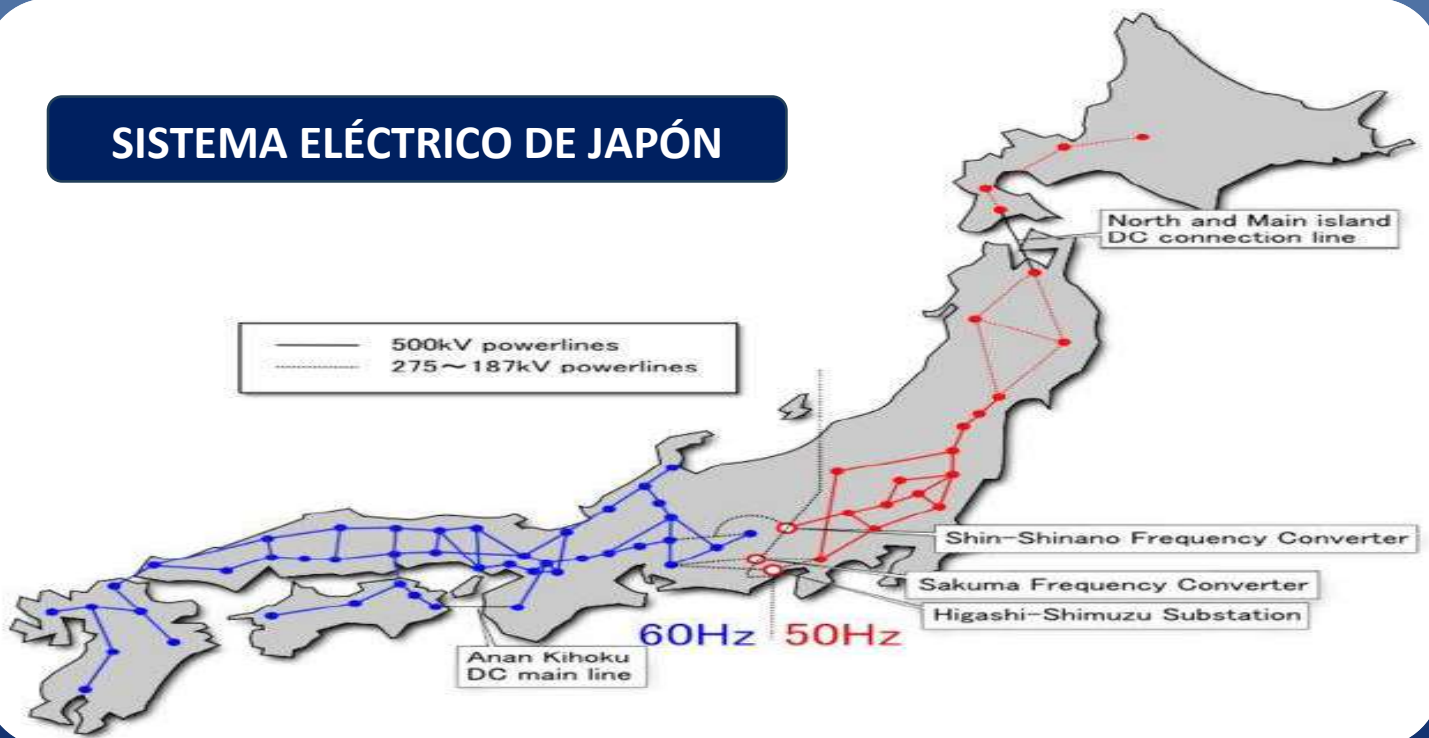 SISTEMA ELÉCTRICO DE JAPÓN
North and Main island
DC connection line
500kV powerlines
275~187kV powerlines
Shin-Shinano Frequency Converter
Sakuma Frequency Converter
Higashi-Shimuzu Substation
60Hz 50Hz
Anan Kihoku
DC main line